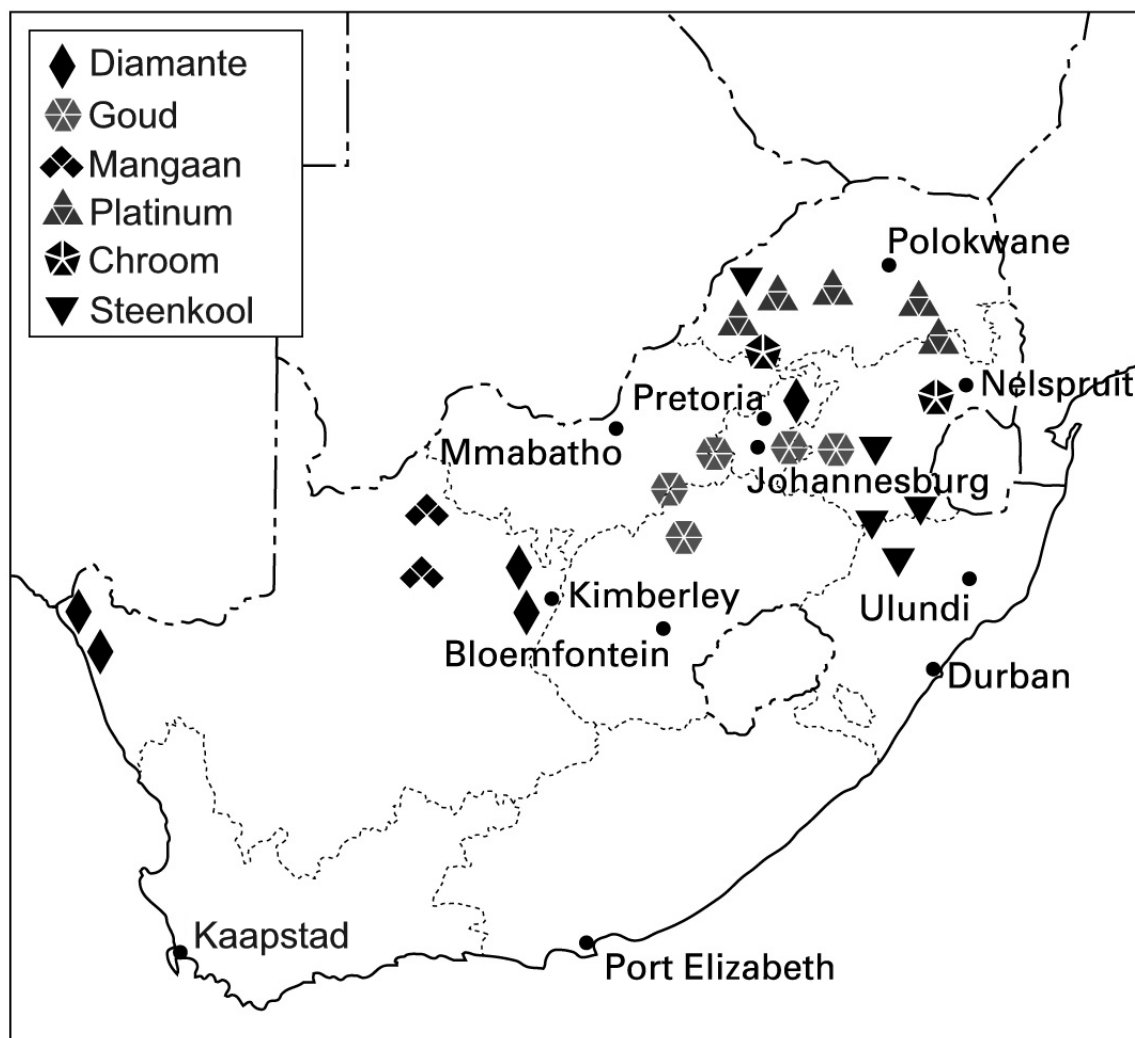 Diamante
Goud
Mangaan
Platinum
Chroom
Steenkool
Polokwane
Nelspruit
Pretoria
Mmabatho
Johannesburg
Kimberley
Ulundi
Bloemfontein
Durban
Kaapstad
Port Elizabeth